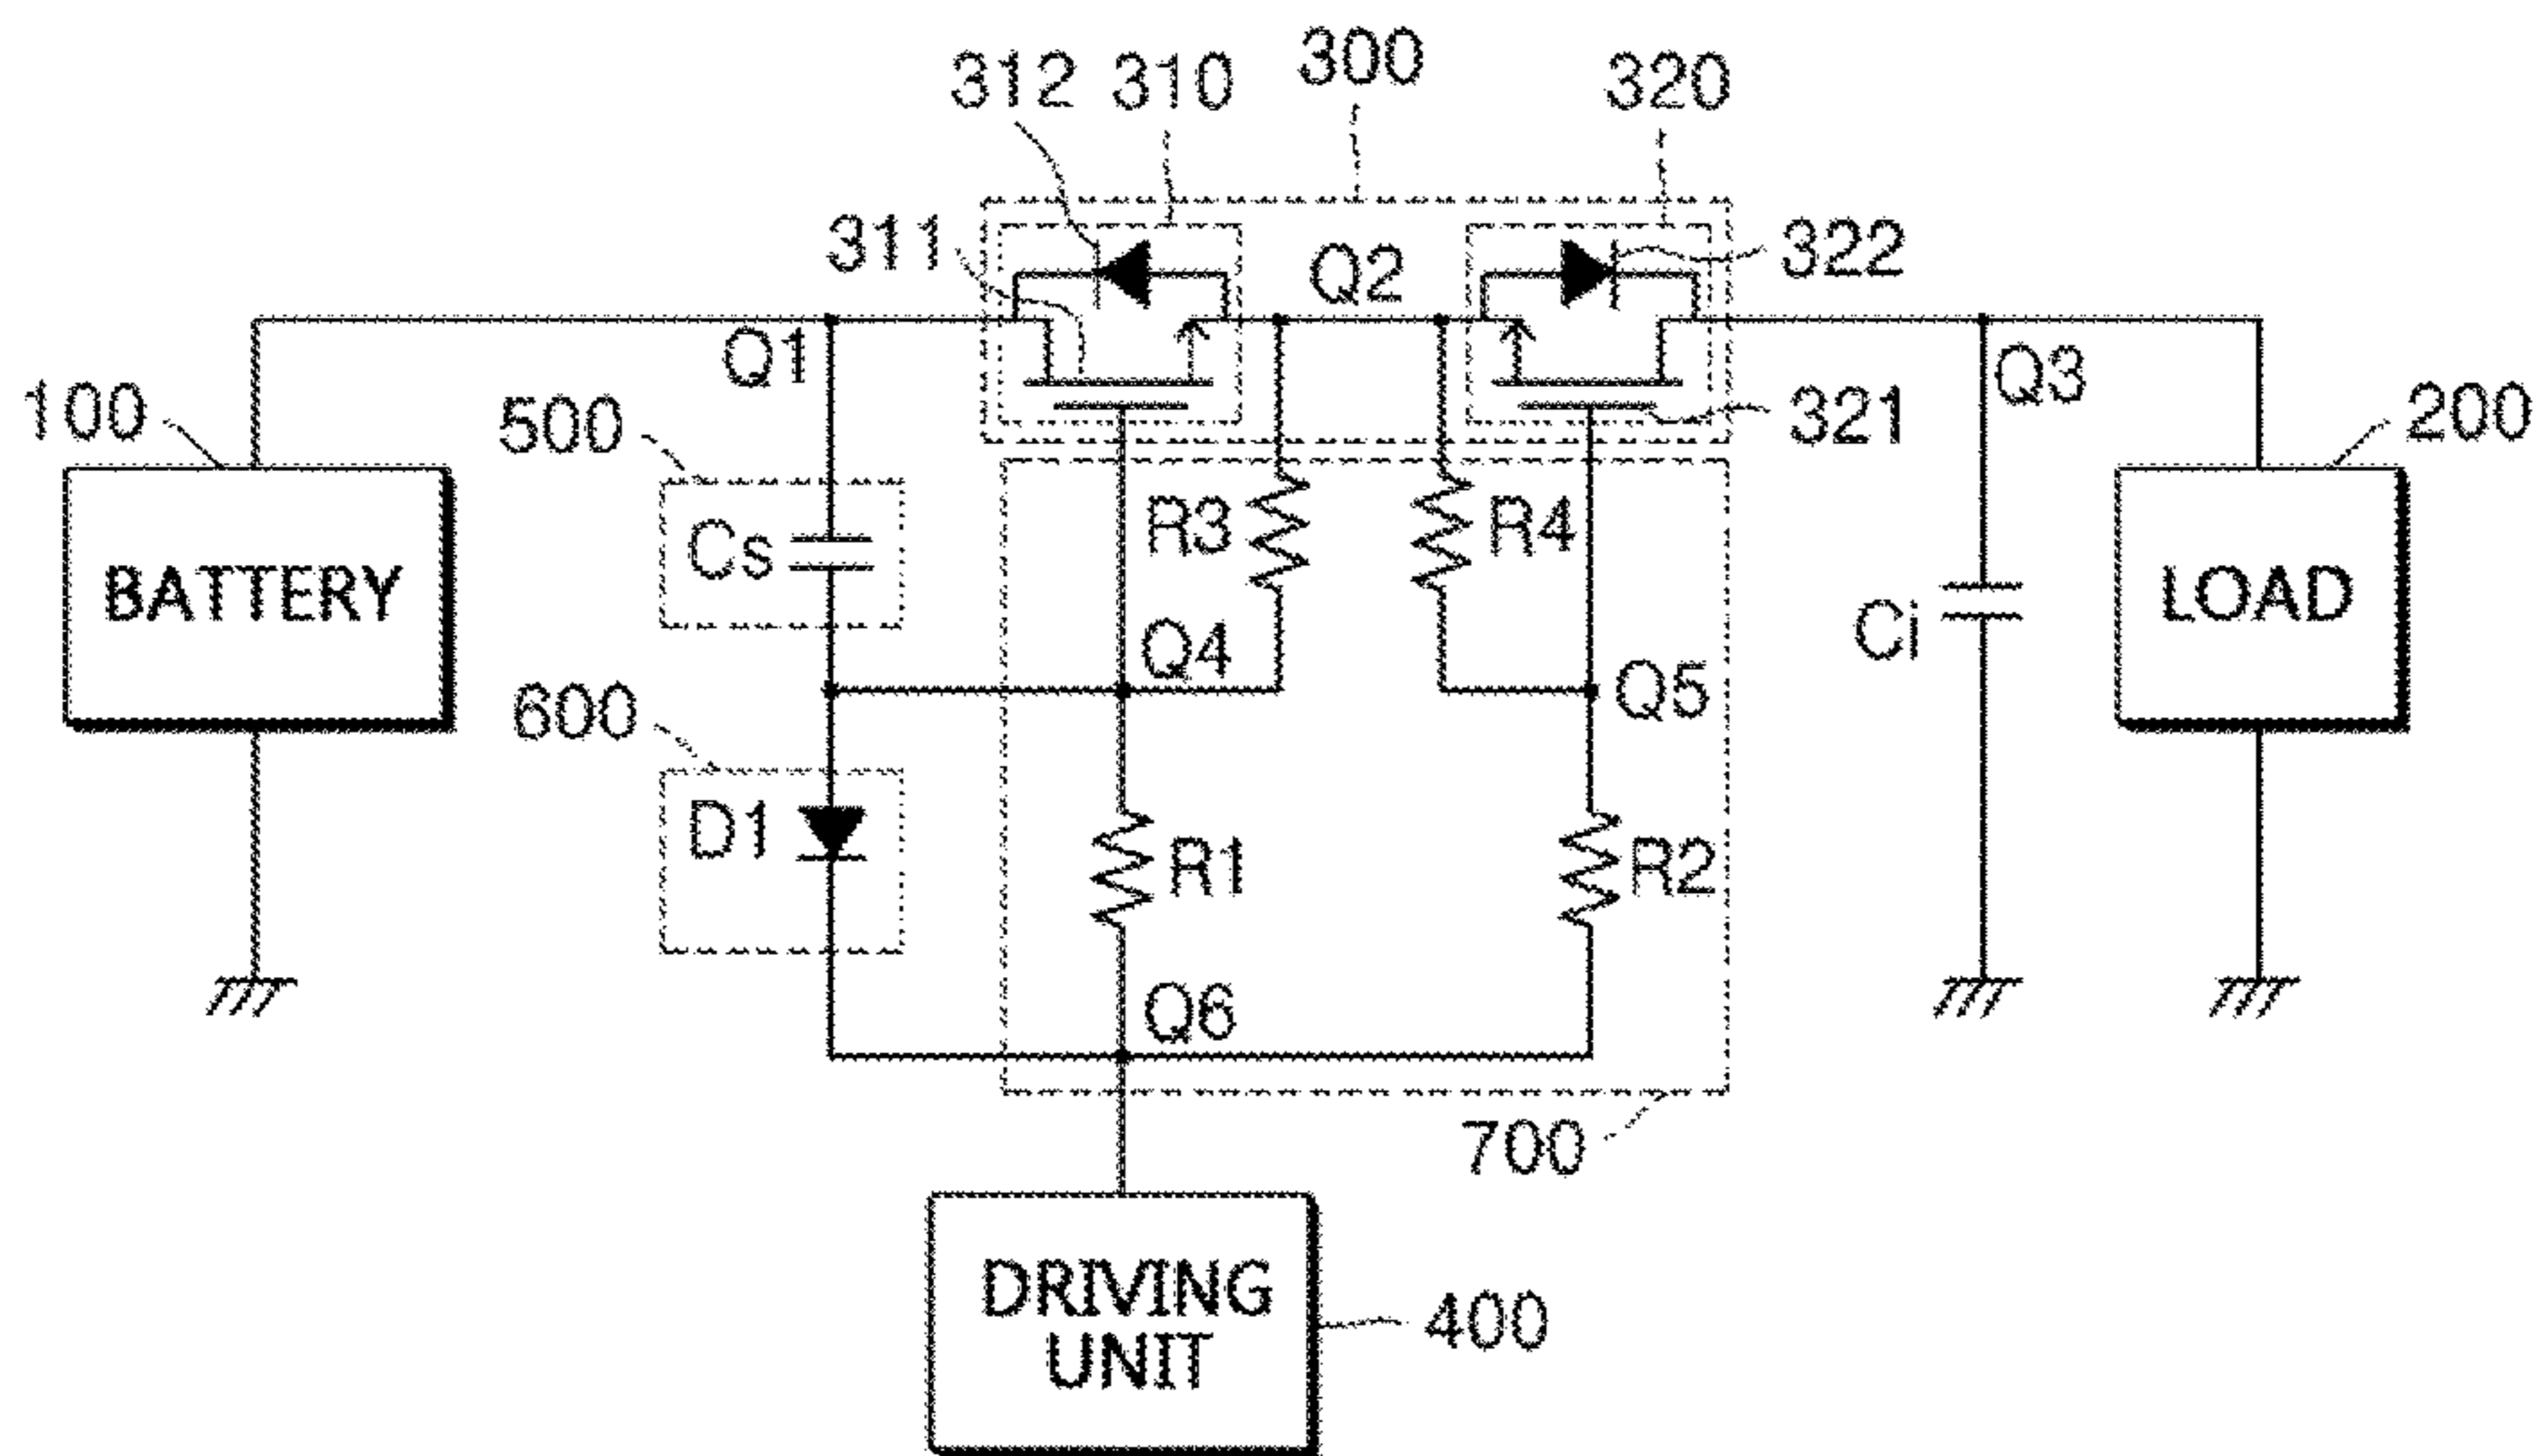 312 310 300 320
311 Q2 322
Q1 Q3
100 500 321 200
BATTERY Cs R3 R4 Ci LOAD
Q4 Q5
600
D1 R1 R2
Q6
700
DRIVING
UNIT
400